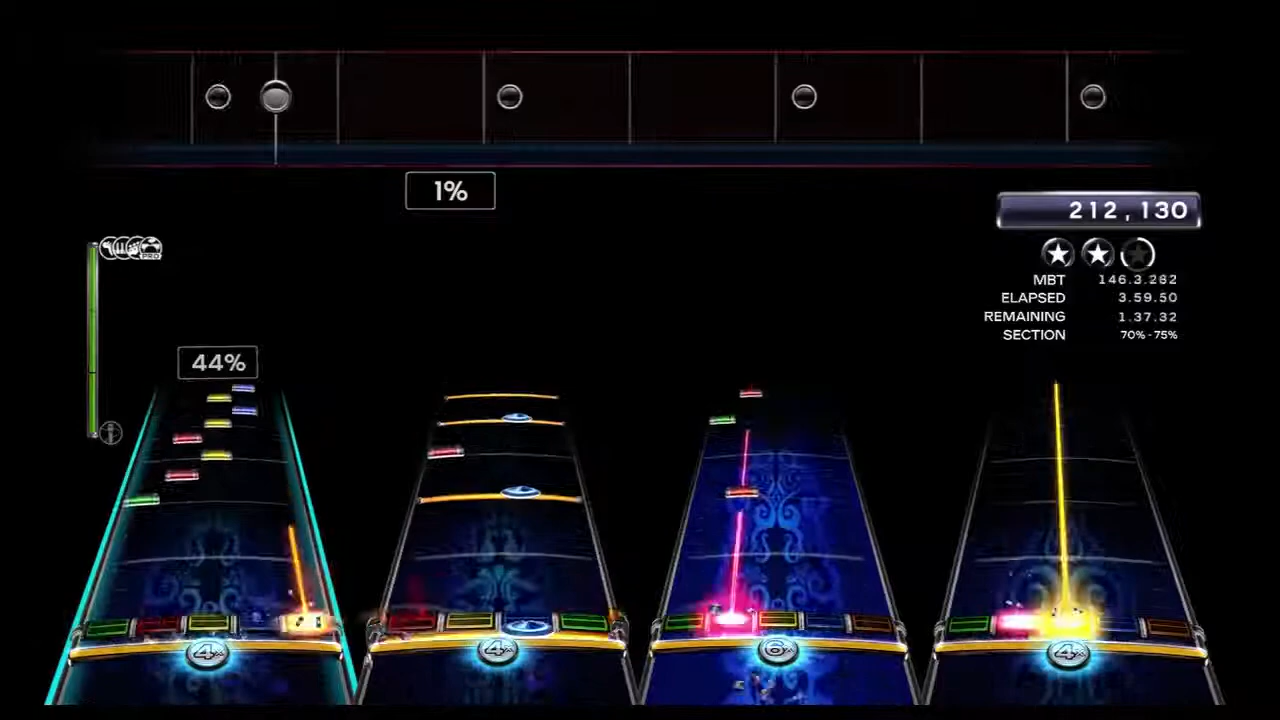 1%
212,130
MBT 146.3.282
ELAPSED 3.59.50
REMAINING 1.37.32
SECTION 70% - 75%
PRO
44%
4x 4x 6x 4x